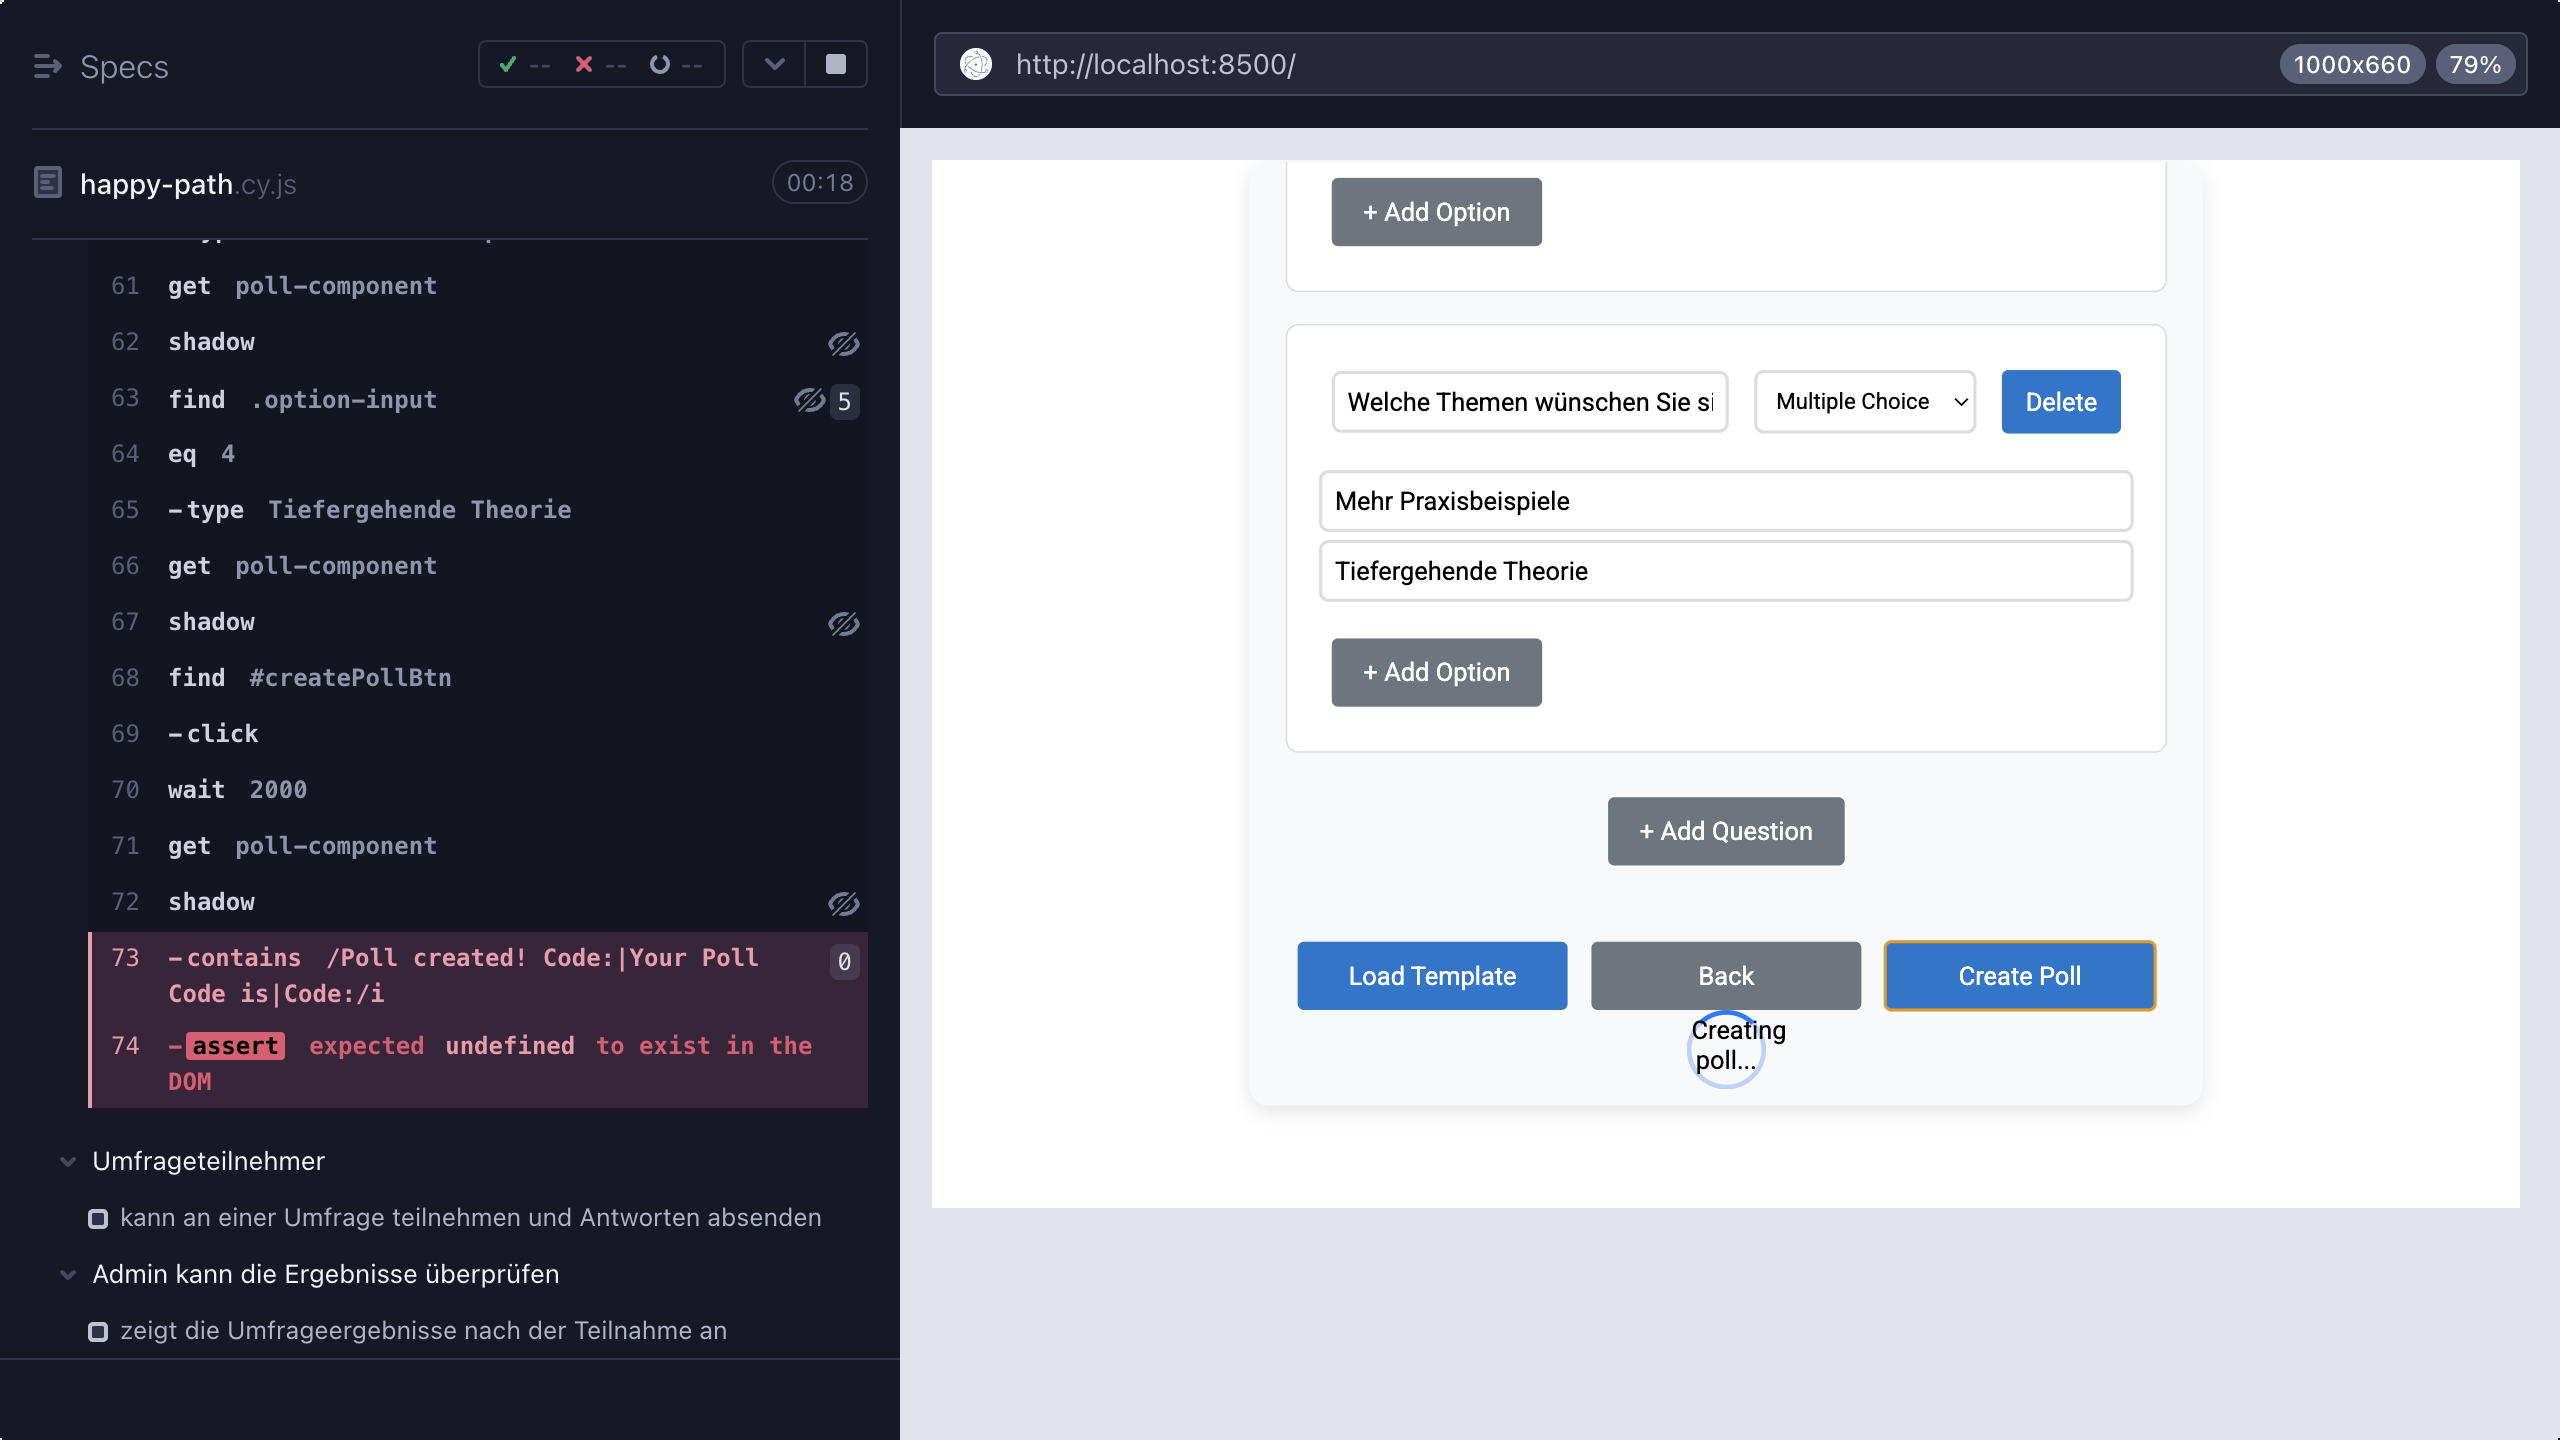 Specs
-- -- --
happy-path.cy.js
00:18
61 get poll-component
62 shadow
63 find .option-input 5
64 eq 4
65 -type Tiefergehende Theorie
66 get poll-component
67 shadow
68 find #createPollBtn
69 -click
70 wait 2000
71 get poll-component
72 shadow
73 -contains /Poll created! Code:|Your Poll
Code is|Code:/i
0
74 -assert expected undefined to exist in the
DOM
Umfrageteilnehmer
kann an einer Umfrage teilnehmen und Antworten absenden
Admin kann die Ergebnisse überprüfen
zeigt die Umfrageergebnisse nach der Teilnahme an
http://localhost:8500/
1000x660
79%
+ Add Option
Welche Themen wünschen Sie si
Multiple Choice
Delete
Mehr Praxisbeispiele
Tiefergehende Theorie
+ Add Option
+ Add Question
Load Template
Back
Create Poll
Creating
poll...